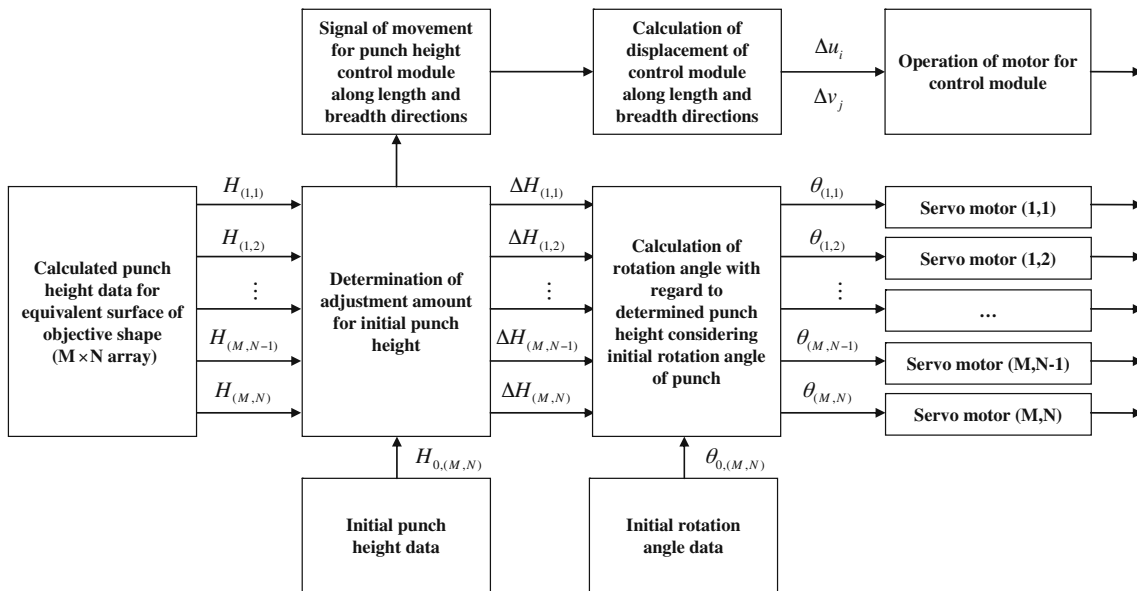 Signal of movement
for punch height
control module
along length and
breadth directions
Calculation of
displacement of
control module
along length and
breadth directions
Δu_i
Δv_j
Operation of motor for
control module
Calculated punch
height data for
equivalent surface of
objective shape
(M×N array)
H_(1,1)
H_(1,2)
⋮
H_(M,N−1)
H_(M,N)
Determination of
adjustment amount
for initial punch
height
ΔH_(1,1)
ΔH_(1,2)
⋮
ΔH_(M,N−1)
ΔH_(M,N)
Calculation of
rotation angle with
regard to
determined punch
height considering
initial rotation angle
of punch
θ_(1,1)
θ_(1,2)
⋮
θ_(M,N−1)
θ_(M,N)
Servo motor (1,1)
Servo motor (1,2)
...
Servo motor (M,N-1)
Servo motor (M,N)
H_0,(M,N)
θ_0,(M,N)
Initial punch
height data
Initial rotation
angle data